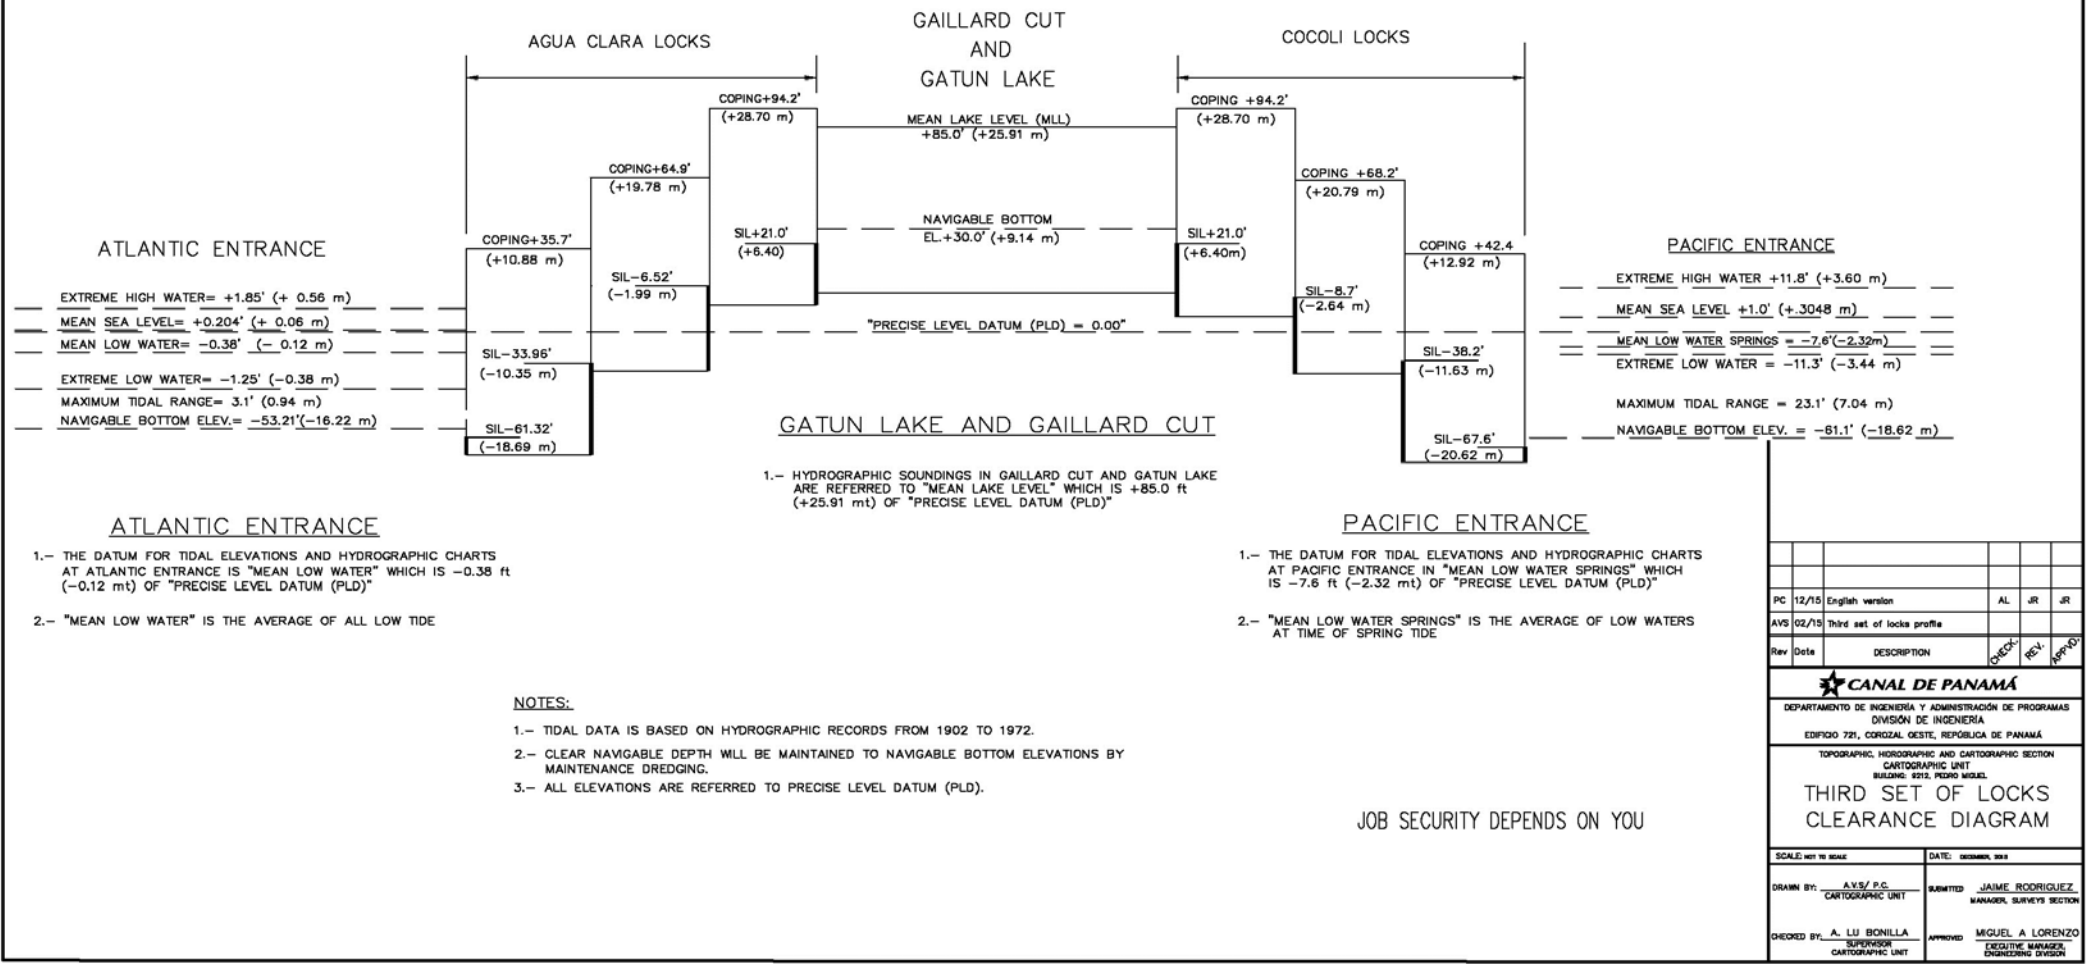 AGUA CLARA LOCKS
GAILLARD CUT
AND
GATUN LAKE
COCOLI LOCKS
COPING+94.2'
(+28.70 m)
COPING+64.9'
(+19.78 m)
COPING+35.7'
(+10.88 m)
SIL+21.0'
(+6.40)
SIL-6.52'
(-1.99 m)
SIL-33.96'
(-10.35 m)
SIL-61.32'
(-18.69 m)
MEAN LAKE LEVEL (MLL)
+85.0' (+25.91 m)
NAVIGABLE BOTTOM
EL.+30.0' (+9.14 m)
"PRECISE LEVEL DATUM (PLD) = 0.00"
COPING +94.2'
(+28.70 m)
COPING +68.2'
(+20.79 m)
COPING +42.4
(+12.92 m)
SIL+21.0'
(+6.40m)
SIL-8.7'
(-2.64 m)
SIL-38.2'
(-11.63 m)
SIL-67.6'
(-20.62 m)
ATLANTIC ENTRANCE
EXTREME HIGH WATER= +1.85' (+ 0.56 m)
MEAN SEA LEVEL= +0.204' (+ 0.06 m)
MEAN LOW WATER= -0.38' (- 0.12 m)
EXTREME LOW WATER= -1.25' (-0.38 m)
MAXIMUM TIDAL RANGE= 3.1' (0.94 m)
NAVIGABLE BOTTOM ELEV.= -53.21'(-16.22 m)
PACIFIC ENTRANCE
EXTREME HIGH WATER +11.8' (+3.60 m)
MEAN SEA LEVEL +1.0' (+.3048 m)
MEAN LOW WATER SPRINGS = -7.6'(-2.32m)
EXTREME LOW WATER = -11.3' (-3.44 m)
MAXIMUM TIDAL RANGE = 23.1' (7.04 m)
NAVIGABLE BOTTOM ELEV. = -61.1' (-18.62 m)
GATUN LAKE AND GAILLARD CUT
1.- HYDROGRAPHIC SOUNDINGS IN GAILLARD CUT AND GATUN LAKE
ARE REFERRED TO "MEAN LAKE LEVEL" WHICH IS +85.0 ft
(+25.91 mt) OF "PRECISE LEVEL DATUM (PLD)"
ATLANTIC ENTRANCE
1.- THE DATUM FOR TIDAL ELEVATIONS AND HYDROGRAPHIC CHARTS
AT ATLANTIC ENTRANCE IS "MEAN LOW WATER" WHICH IS -0.38 ft
(-0.12 mt) OF "PRECISE LEVEL DATUM (PLD)"
2.- "MEAN LOW WATER" IS THE AVERAGE OF ALL LOW TIDE
PACIFIC ENTRANCE
1.- THE DATUM FOR TIDAL ELEVATIONS AND HYDROGRAPHIC CHARTS
AT PACIFIC ENTRANCE IN "MEAN LOW WATER SPRINGS" WHICH
IS -7.6 ft (-2.32 mt) OF "PRECISE LEVEL DATUM (PLD)"
2.- "MEAN LOW WATER SPRINGS" IS THE AVERAGE OF LOW WATERS
AT TIME OF SPRING TIDE
NOTES:
1.- TIDAL DATA IS BASED ON HYDROGRAPHIC RECORDS FROM 1902 TO 1972.
2.- CLEAR NAVIGABLE DEPTH WILL BE MAINTAINED TO NAVIGABLE BOTTOM ELEVATIONS BY
MAINTENANCE DREDGING.
3.- ALL ELEVATIONS ARE REFERRED TO PRECISE LEVEL DATUM (PLD).
JOB SECURITY DEPENDS ON YOU
PC 12/15 English version AL JR JR
AVS 02/15 Third set of locks profile
Rev Date DESCRIPTION CHECK. REV. APPVD.
CANAL DE PANAMÁ
DEPARTAMENTO DE INGENIERÍA Y ADMINISTRACIÓN DE PROGRAMAS
DIVISIÓN DE INGENIERÍA
EDIFICIO 721, COROZAL OESTE, REPÚBLICA DE PANAMÁ
TOPOGRAPHIC, HIDROGRAPHIC AND CARTOGRAPHIC SECTION
CARTOGRAPHIC UNIT
BUILDING: 9212, PEDRO MIGUEL
THIRD SET OF LOCKS
CLEARANCE DIAGRAM
SCALE: NOT TO SCALE
DATE: DECEMBER,
DRAWN BY: A.V.S/ P.C.
CARTOGRAPHIC UNIT
SUBMITTED JAIME RODRIGUEZ
MANAGER, SURVEYS SECTION
CHECKED BY: A. LU BONILLA
SUPERVISOR
CARTOGRAPHIC UNIT
APPROVED MIGUEL A LORENZO
EXECUTIVE MANAGER,
ENGINEERING DIVISION